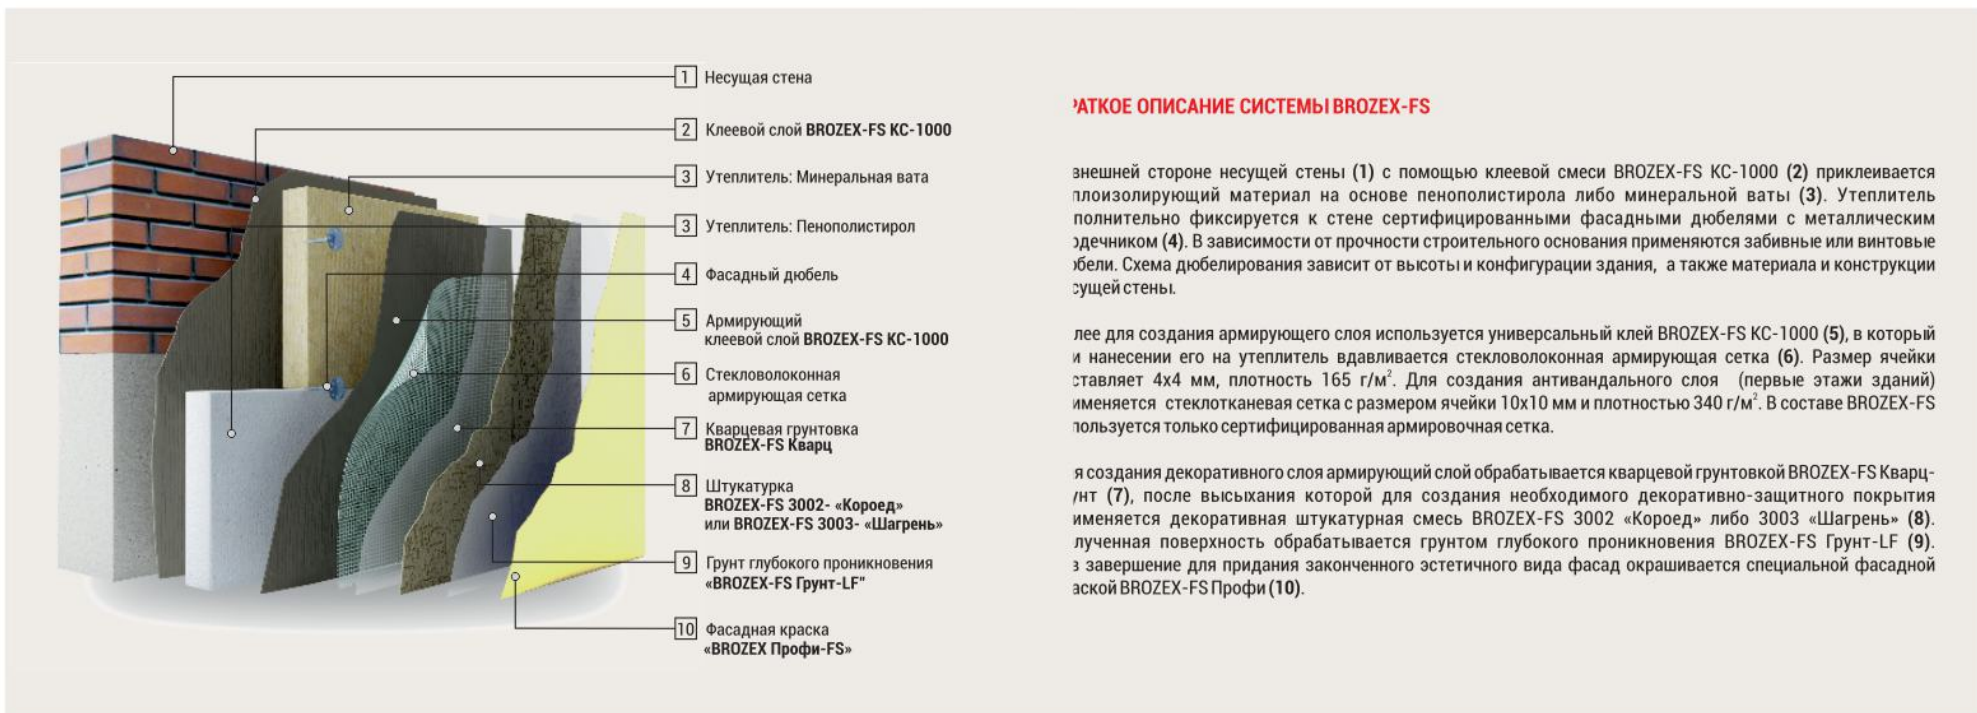 1 Несущая стена
2 Клеевой слой BROZEX-FS КС-1000
3 Утеплитель: Минеральная вата
3 Утеплитель: Пенополистирол
4 Фасадный дюбель
5 Армирующий
клеевой слой BROZEX-FS КС-1000
6 Стекловолоконная
армирующая сетка
7 Кварцевая грунтовка
BROZEX-FS Кварц
8 Штукатурка
BROZEX-FS 3002- «Короед»
или BROZEX-FS 3003- «Шагрень»
9 Грунт глубокого проникновения
«BROZEX-FS Грунт-LF"
10 Фасадная краска
«BROZEX Профи-FS»
РАТКОЕ ОПИСАНИЕ СИСТЕМЫ BROZEX-FS
внешней стороне несущей стены (1) с помощью клеевой смеси BROZEX-FS КС-1000 (2) приклеивается
плоизолирующий материал на основе пенополистирола либо минеральной ваты (3). Утеплитель
полнительно фиксируется к стене сертифицированными фасадными дюбелями с металлическим
рдечником (4). В зависимости от прочности строительного основания применяются забивные или винтовые
бели. Схема дюбелирования зависит от высоты и конфигурации здания, а также материала и конструкции
сущей стены.
лее для создания армирующего слоя используется универсальный клей BROZEX-FS КС-1000 (5), в который
и нанесении его на утеплитель вдавливается стекловолоконная армирующая сетка (6). Размер ячейки
ставляет 4х4 мм, плотность 165 г/м². Для создания антивандального слоя (первые этажи зданий)
именяется стеклотканевая сетка с размером ячейки 10х10 мм и плотностью 340 г/м². В составе BROZEX-FS
пользуется только сертифицированная армировочная сетка.
я создания декоративного слоя армирующий слой обрабатывается кварцевой грунтовкой BROZEX-FS Кварц-
унт (7), после высыхания которой для создания необходимого декоративно-защитного покрытия
именяется декоративная штукатурная смесь BROZEX-FS 3002 «Короед» либо 3003 «Шагрень» (8).
лученная поверхность обрабатывается грунтом глубокого проникновения BROZEX-FS Грунт-LF (9).
в завершение для придания законченного эстетичного вида фасад окрашивается специальной фасадной
аской BROZEX-FS Профи (10).